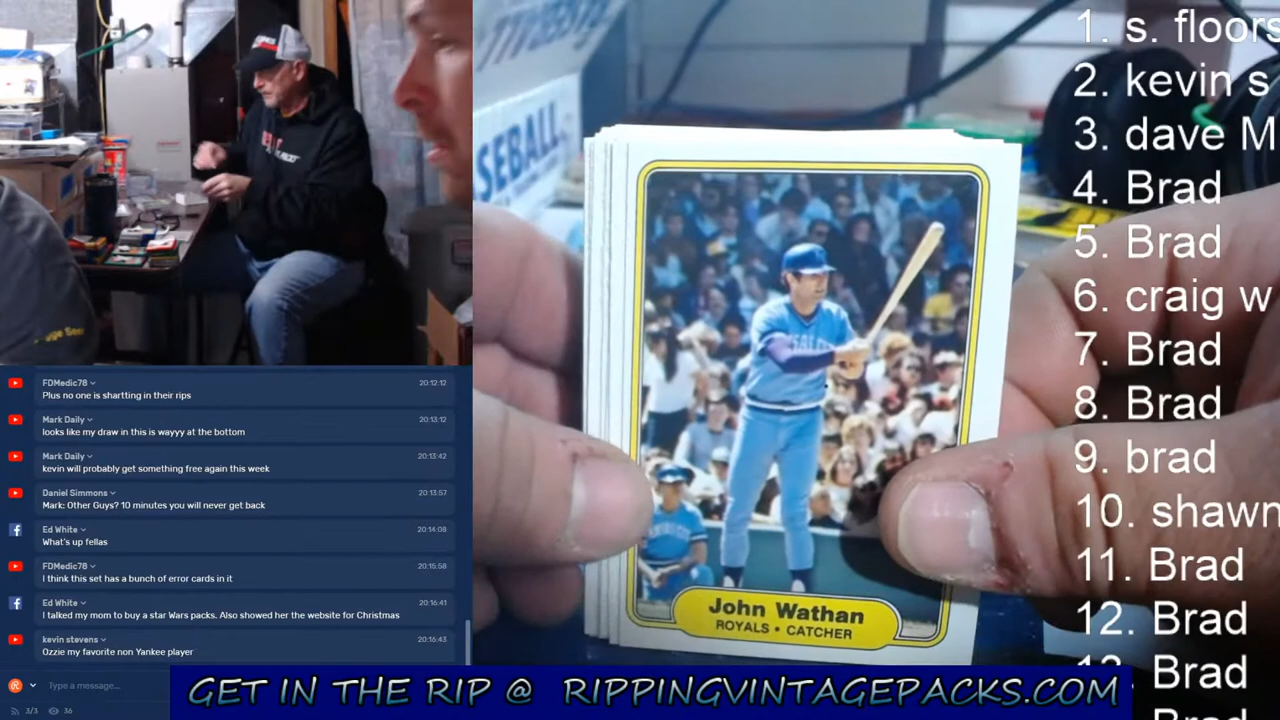 FDMedic78
20:12:12
Plus no one is shartting in their rips
Mark Daily
20:13:12
looks like my draw in this is wayyy at the bottom
Mark Daily
20:13:42
kevin will probably get something free again this week
Daniel Simmons
20:13:57
Mark: Other Guys? 10 minutes you will never get back
Ed White
20:14:08
What's up fellas
FDMedic78
20:15:58
I think this set has a bunch of error cards in it
Ed White
20:16:41
I talked my mom to buy a star Wars packs. Also showed her the website for Christmas
kevin stevens
20:16:43
Ozzie my favorite non Yankee player
Type a message...
3/3
36
John Wathan
ROYALS • CATCHER
1. s. floors
2. kevin s
3. dave M
4. Brad
5. Brad
6. craig w
7. Brad
8. Brad
9. brad
10. shawn
11. Brad
12. Brad
13. Brad
GET IN THE RIP @ RIPPINGVINTAGEPACKS.COM